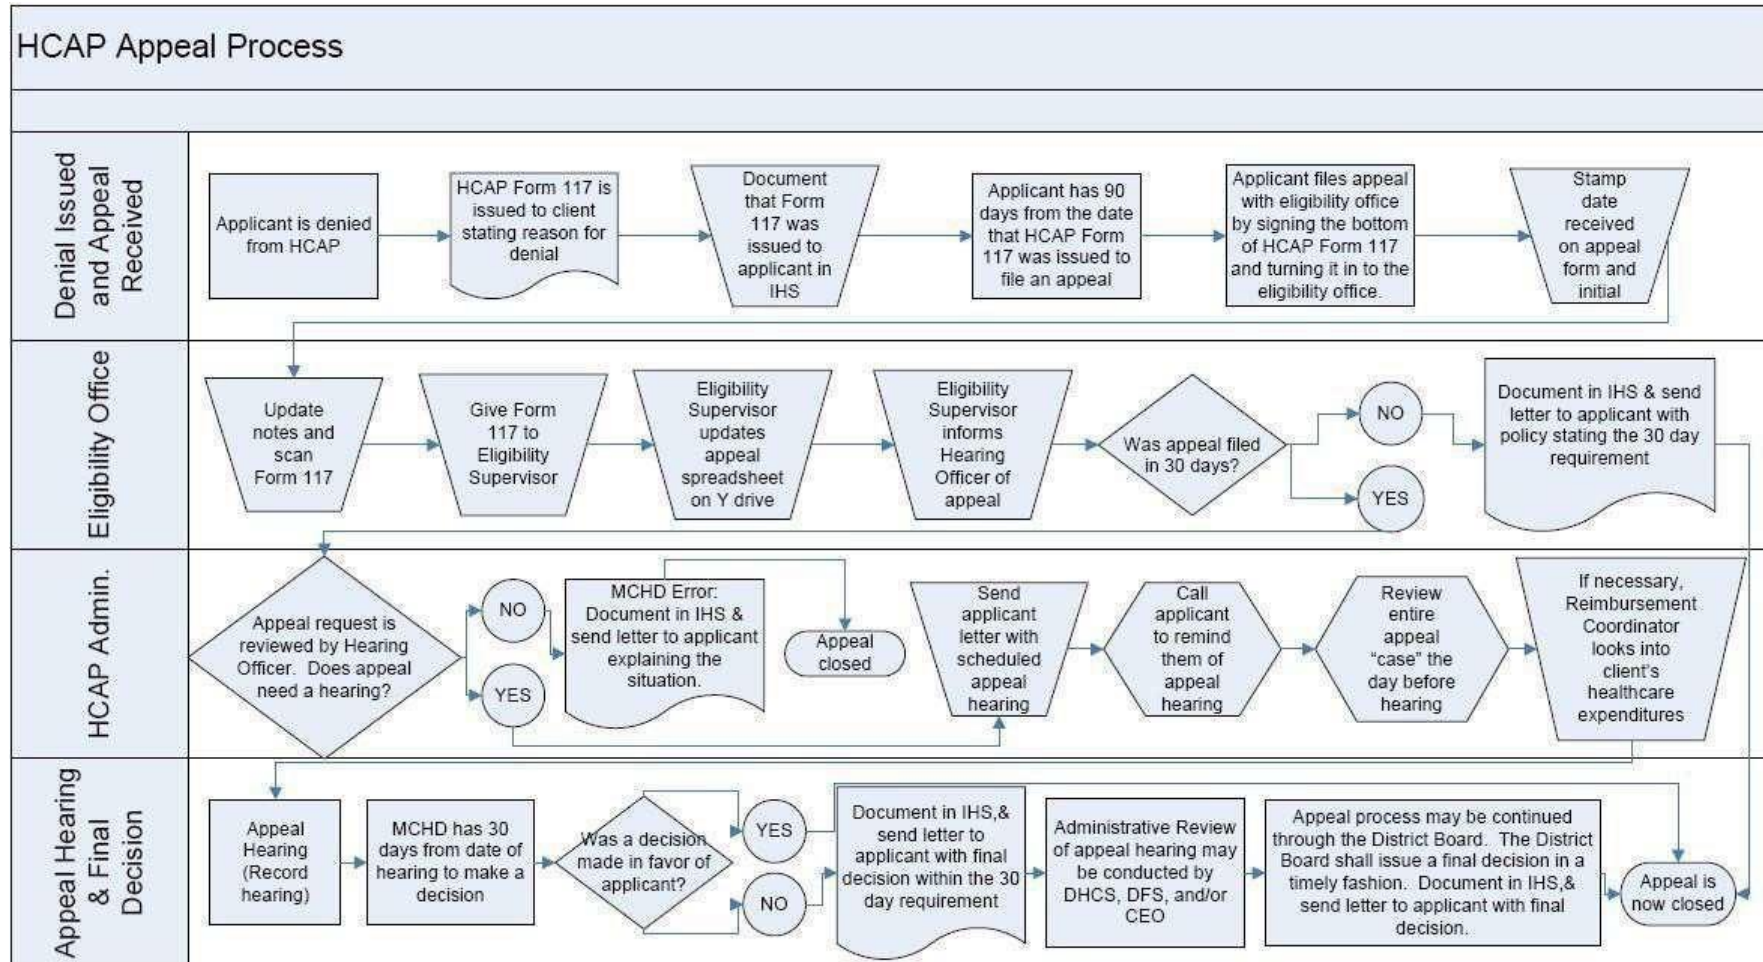 HCAP Appeal Process
Denial Issued
and Appeal
Received
Applicant is denied
from HCAP
HCAP Form 117 is
issued to client
stating reason for
denial
Document
that Form
117 was
issued to
applicant in
IHS
Applicant has 90
days from the date
that HCAP Form
117 was issued to
file an appeal
Applicant files appeal
with eligibility office
by signing the bottom
of HCAP Form 117
and turning it in to the
eligibility office.
Stamp
date
received
on appeal
form and
initial
Eligibility Office
Update
notes and
scan
Form 117
Give Form
117 to
Eligibility
Supervisor
Eligibility
Supervisor
updates
appeal
spreadsheet
on Y drive
Eligibility
Supervisor
informs
Hearing
Officer of
appeal
Was appeal filed
in 30 days?
NO
YES
Document in IHS & send
letter to applicant with
policy stating the 30 day
requirement
HCAP Admin.
Appeal request is
reviewed by Hearing
Officer. Does appeal
need a hearing?
NO
YES
MCHD Error:
Document in IHS &
send letter to applicant
explaining the
situation.
Appeal
closed
Send
applicant
letter with
scheduled
appeal
hearing
Call
applicant
to remind
them of
appeal
hearing
Review
entire
appeal
“case” the
day before
hearing
If necessary,
Reimbursement
Coordinator
looks into
client’s
healthcare
expenditures
Appeal Hearing
& Final
Decision
Appeal
Hearing
(Record
hearing)
MCHD has 30
days from date of
hearing to make a
decision
Was a decision
made in favor of
applicant?
YES
NO
Document in IHS,&
send letter to
applicant with final
decision within the 30
day requirement
Administrative Review
of appeal hearing may
be conducted by
DHCS, DFS, and/or
CEO
Appeal process may be continued
through the District Board. The District
Board shall issue a final decision in a
timely fashion. Document in IHS,&
send letter to applicant with final
decision.
Appeal is
now closed